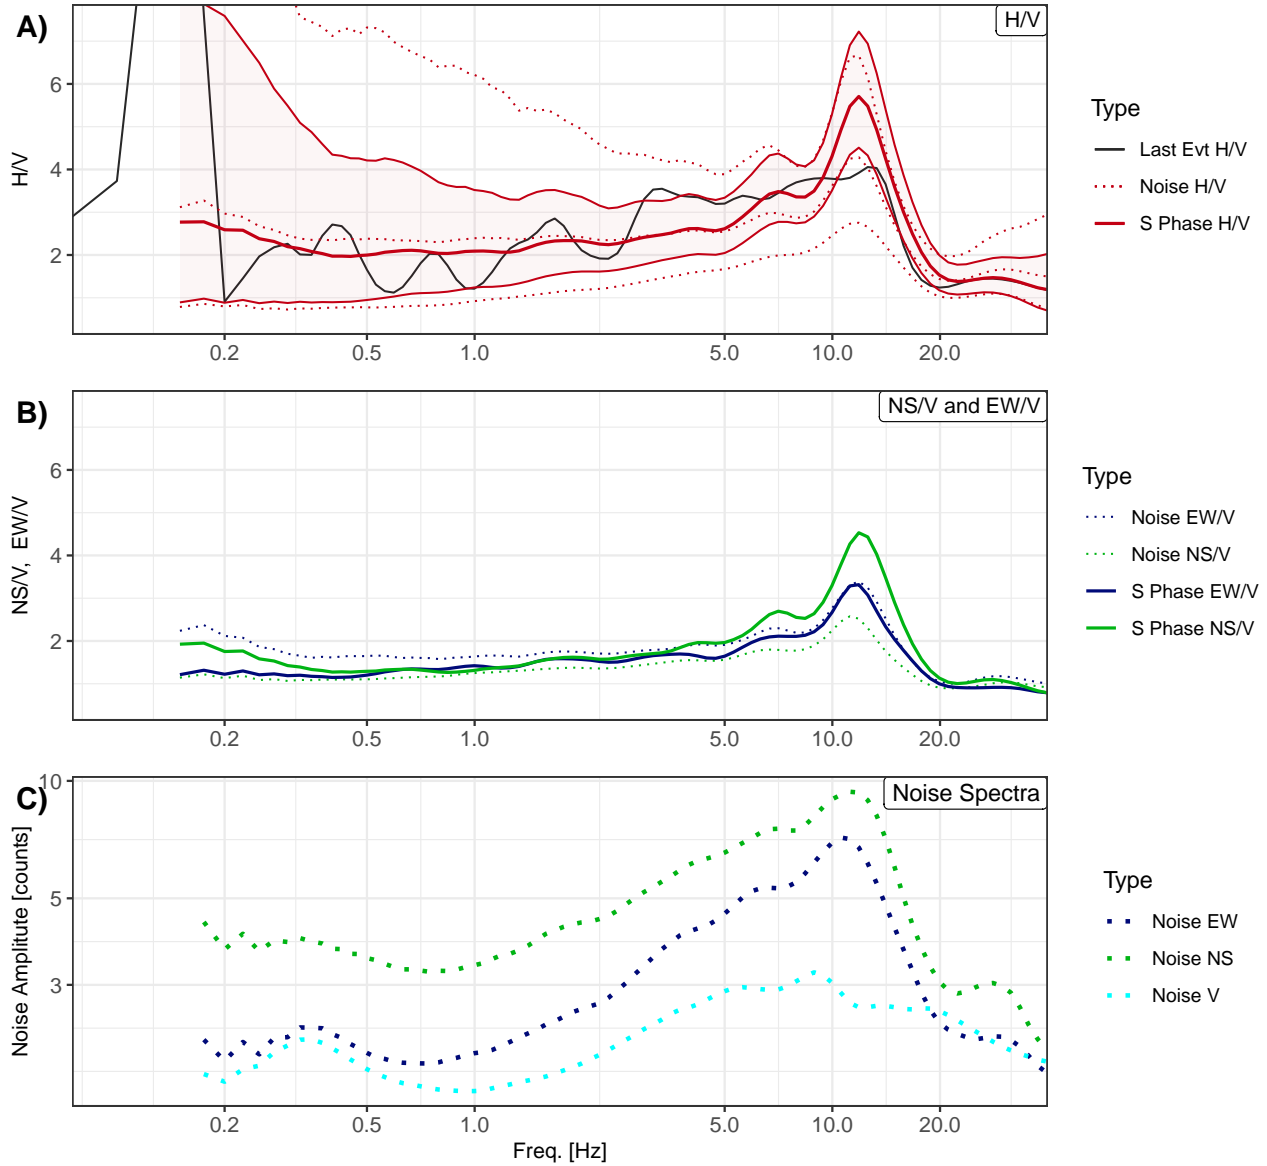 A)
H/V
6
4
2
H/V
0.2 0.5 1.0 5.0 10.0 20.0
Type
Last Evt H/V
Noise H/V
S Phase H/V
B)
NS/V and EW/V
6
4
2
NS/V, EW/V
0.2 0.5 1.0 5.0 10.0 20.0
Type
Noise EW/V
Noise NS/V
S Phase EW/V
S Phase NS/V
C)
Noise Spectra
10
5
3
Noise Amplitute [counts]
0.2 0.5 1.0 5.0 10.0 20.0
Freq. [Hz]
Type
Noise EW
Noise NS
Noise V